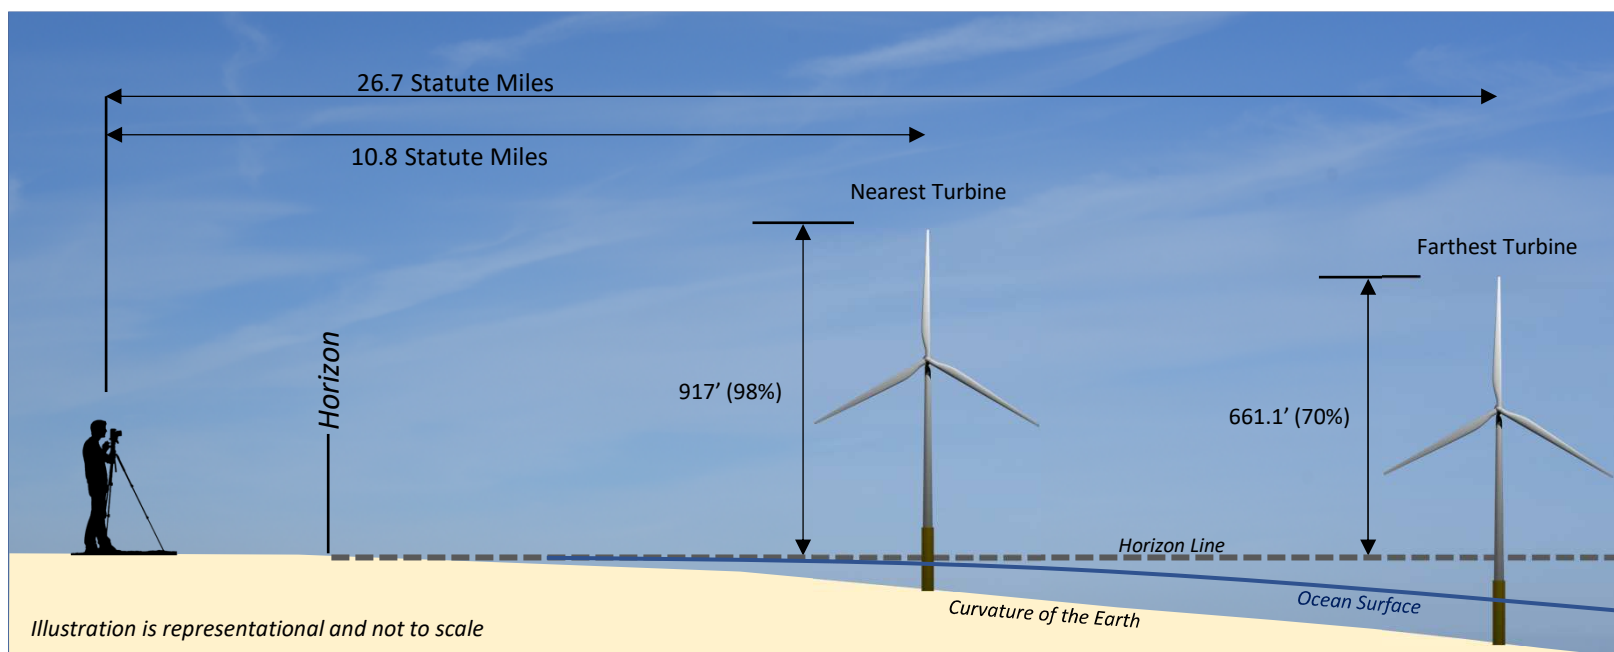 26.7 Statute Miles
10.8 Statute Miles
Nearest Turbine
Farthest Turbine
Horizon
917’ (98%)
661.1’ (70%)
Horizon Line
Ocean Surface
Curvature of the Earth
Illustration is representational and not to scale